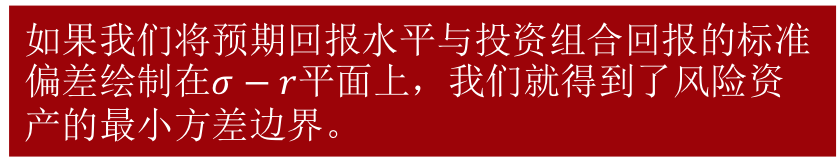 如果我们将预期回报水平与投资组合回报的标准
偏差绘制在σ − r平面上，我们就得到了风险资
产的最小方差边界。